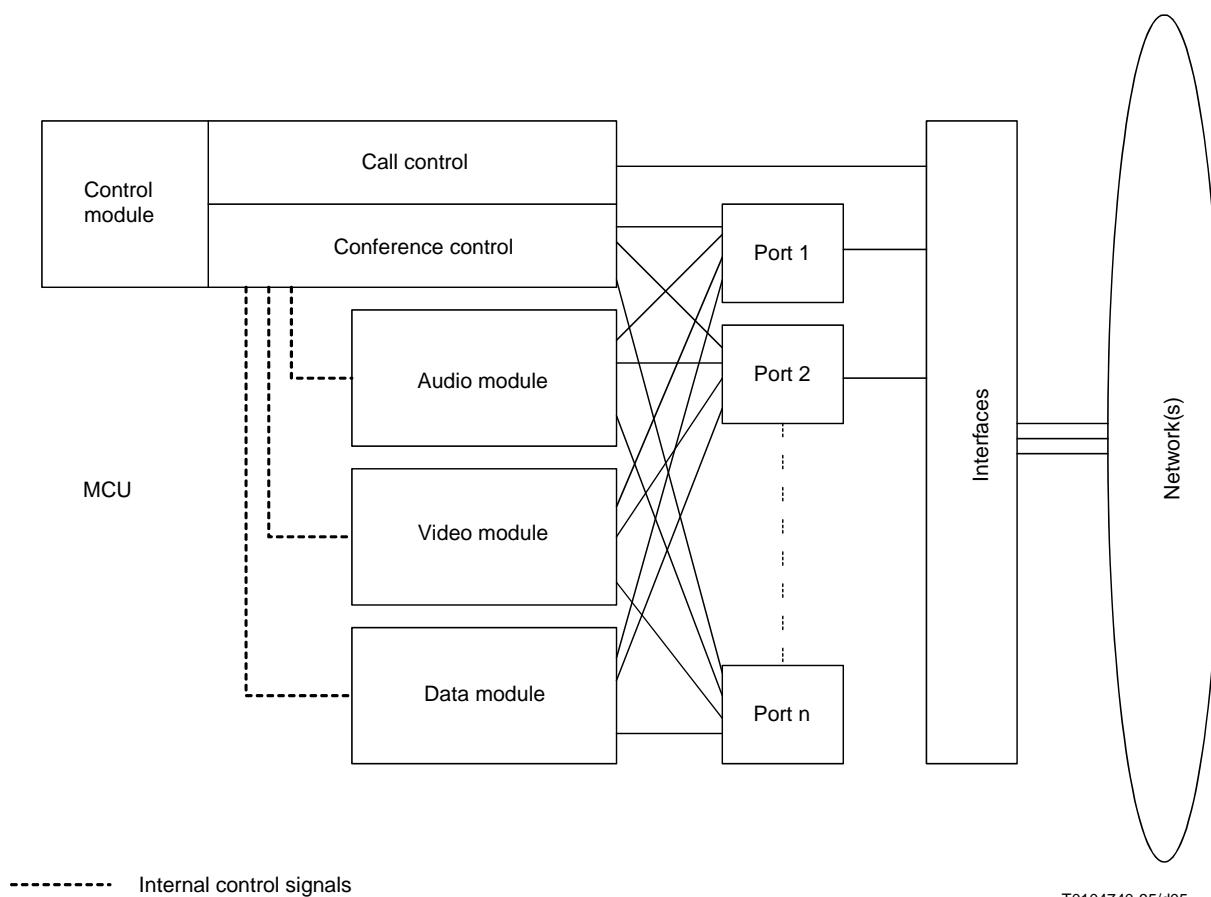 Call control
Control
module
Conference control
Port 1
Audio module
Port 2
Interfaces
Network(s)
MCU
Video module
Data module
Port n
Internal control signals